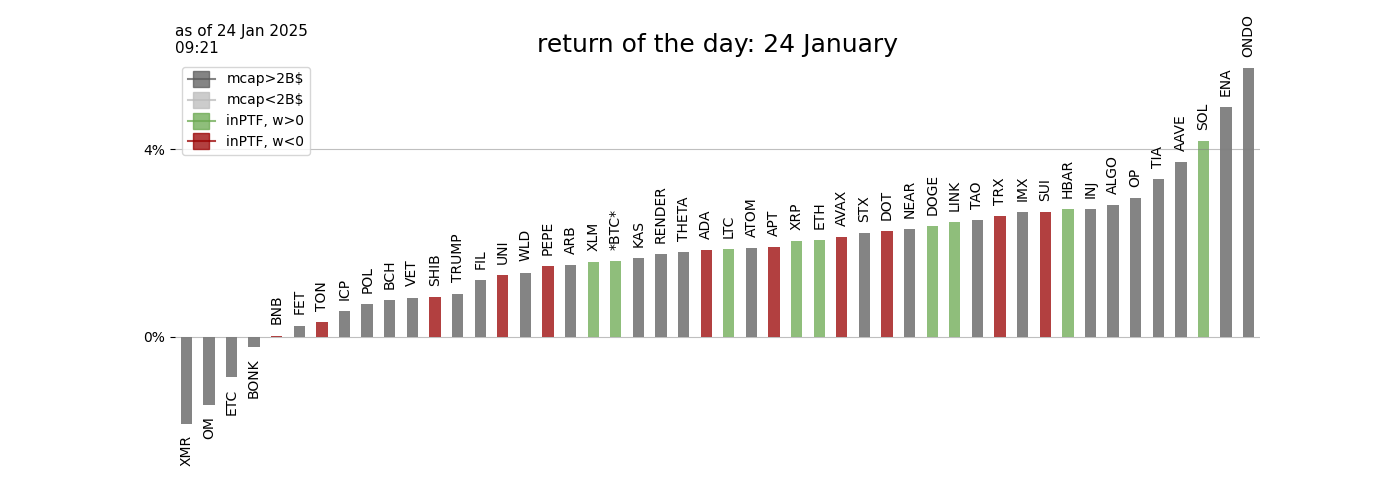 as of 24 Jan 2025
09:21
return of the day: 24 January
mcap>2B$
mcap<2B$
inPTF, w>0
inPTF, w<0
4%
0%
XMR
OM
ETC
BONK
BNB
FET
TON
ICP
POL
BCH
VET
SHIB
TRUMP
FIL
UNI
WLD
PEPE
ARB
XLM
*BTC*
KAS
RENDER
THETA
ADA
LTC
ATOM
APT
XRP
ETH
AVAX
STX
DOT
NEAR
DOGE
LINK
TAO
TRX
IMX
SUI
HBAR
INJ
ALGO
OP
TIA
AAVE
SOL
ENA
ONDO